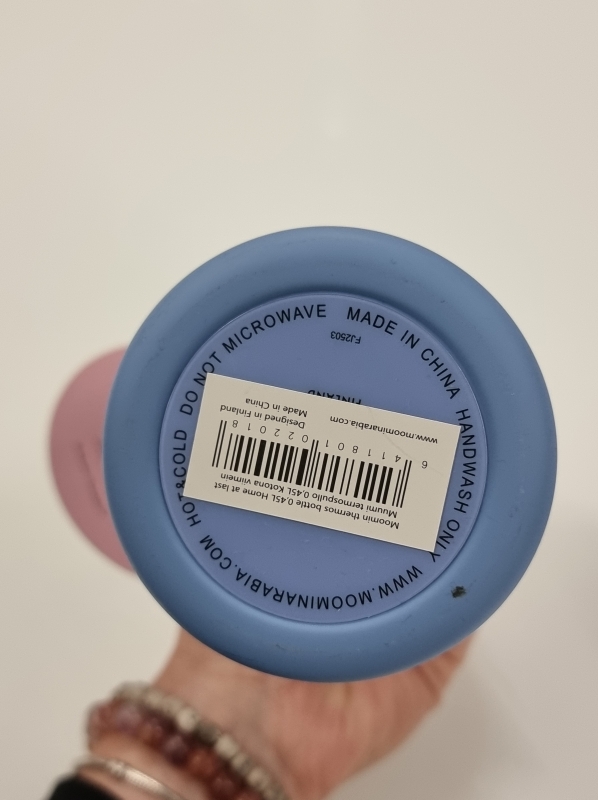 DO NOT MICROWAVE
MADE IN CHINA
HANDWASH ONLY
WWW.MOOMINARABIA.COM
HOT&COLD
FJ2503
FINLAND
Moomin thermos bottle 0,45L Home at last
Muumi termospullo 0,45L Kotona viimein
6 411801 022018
www.moominarabia.com
Designed in Finland
Made in China